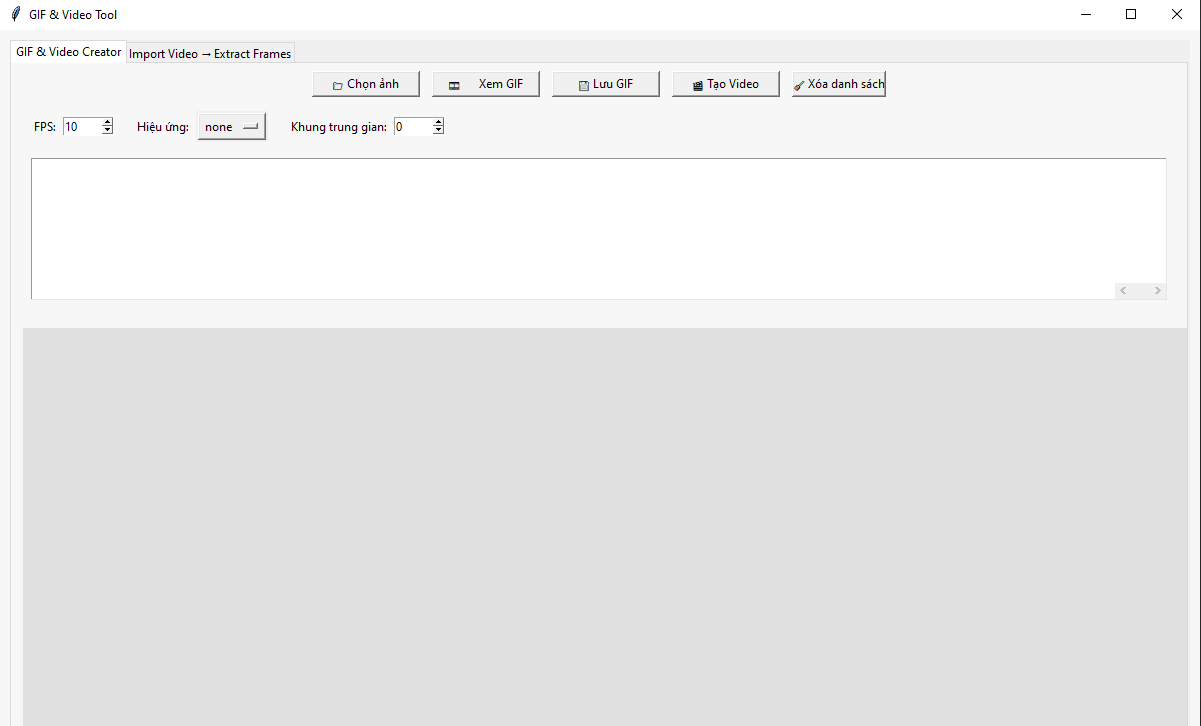 GIF & Video Tool
GIF & Video Creator Import Video → Extract Frames
Chọn ảnh Xem GIF Lưu GIF Tạo Video Xóa danh sách
FPS: 10 Hiệu ứng: none Khung trung gian: 0